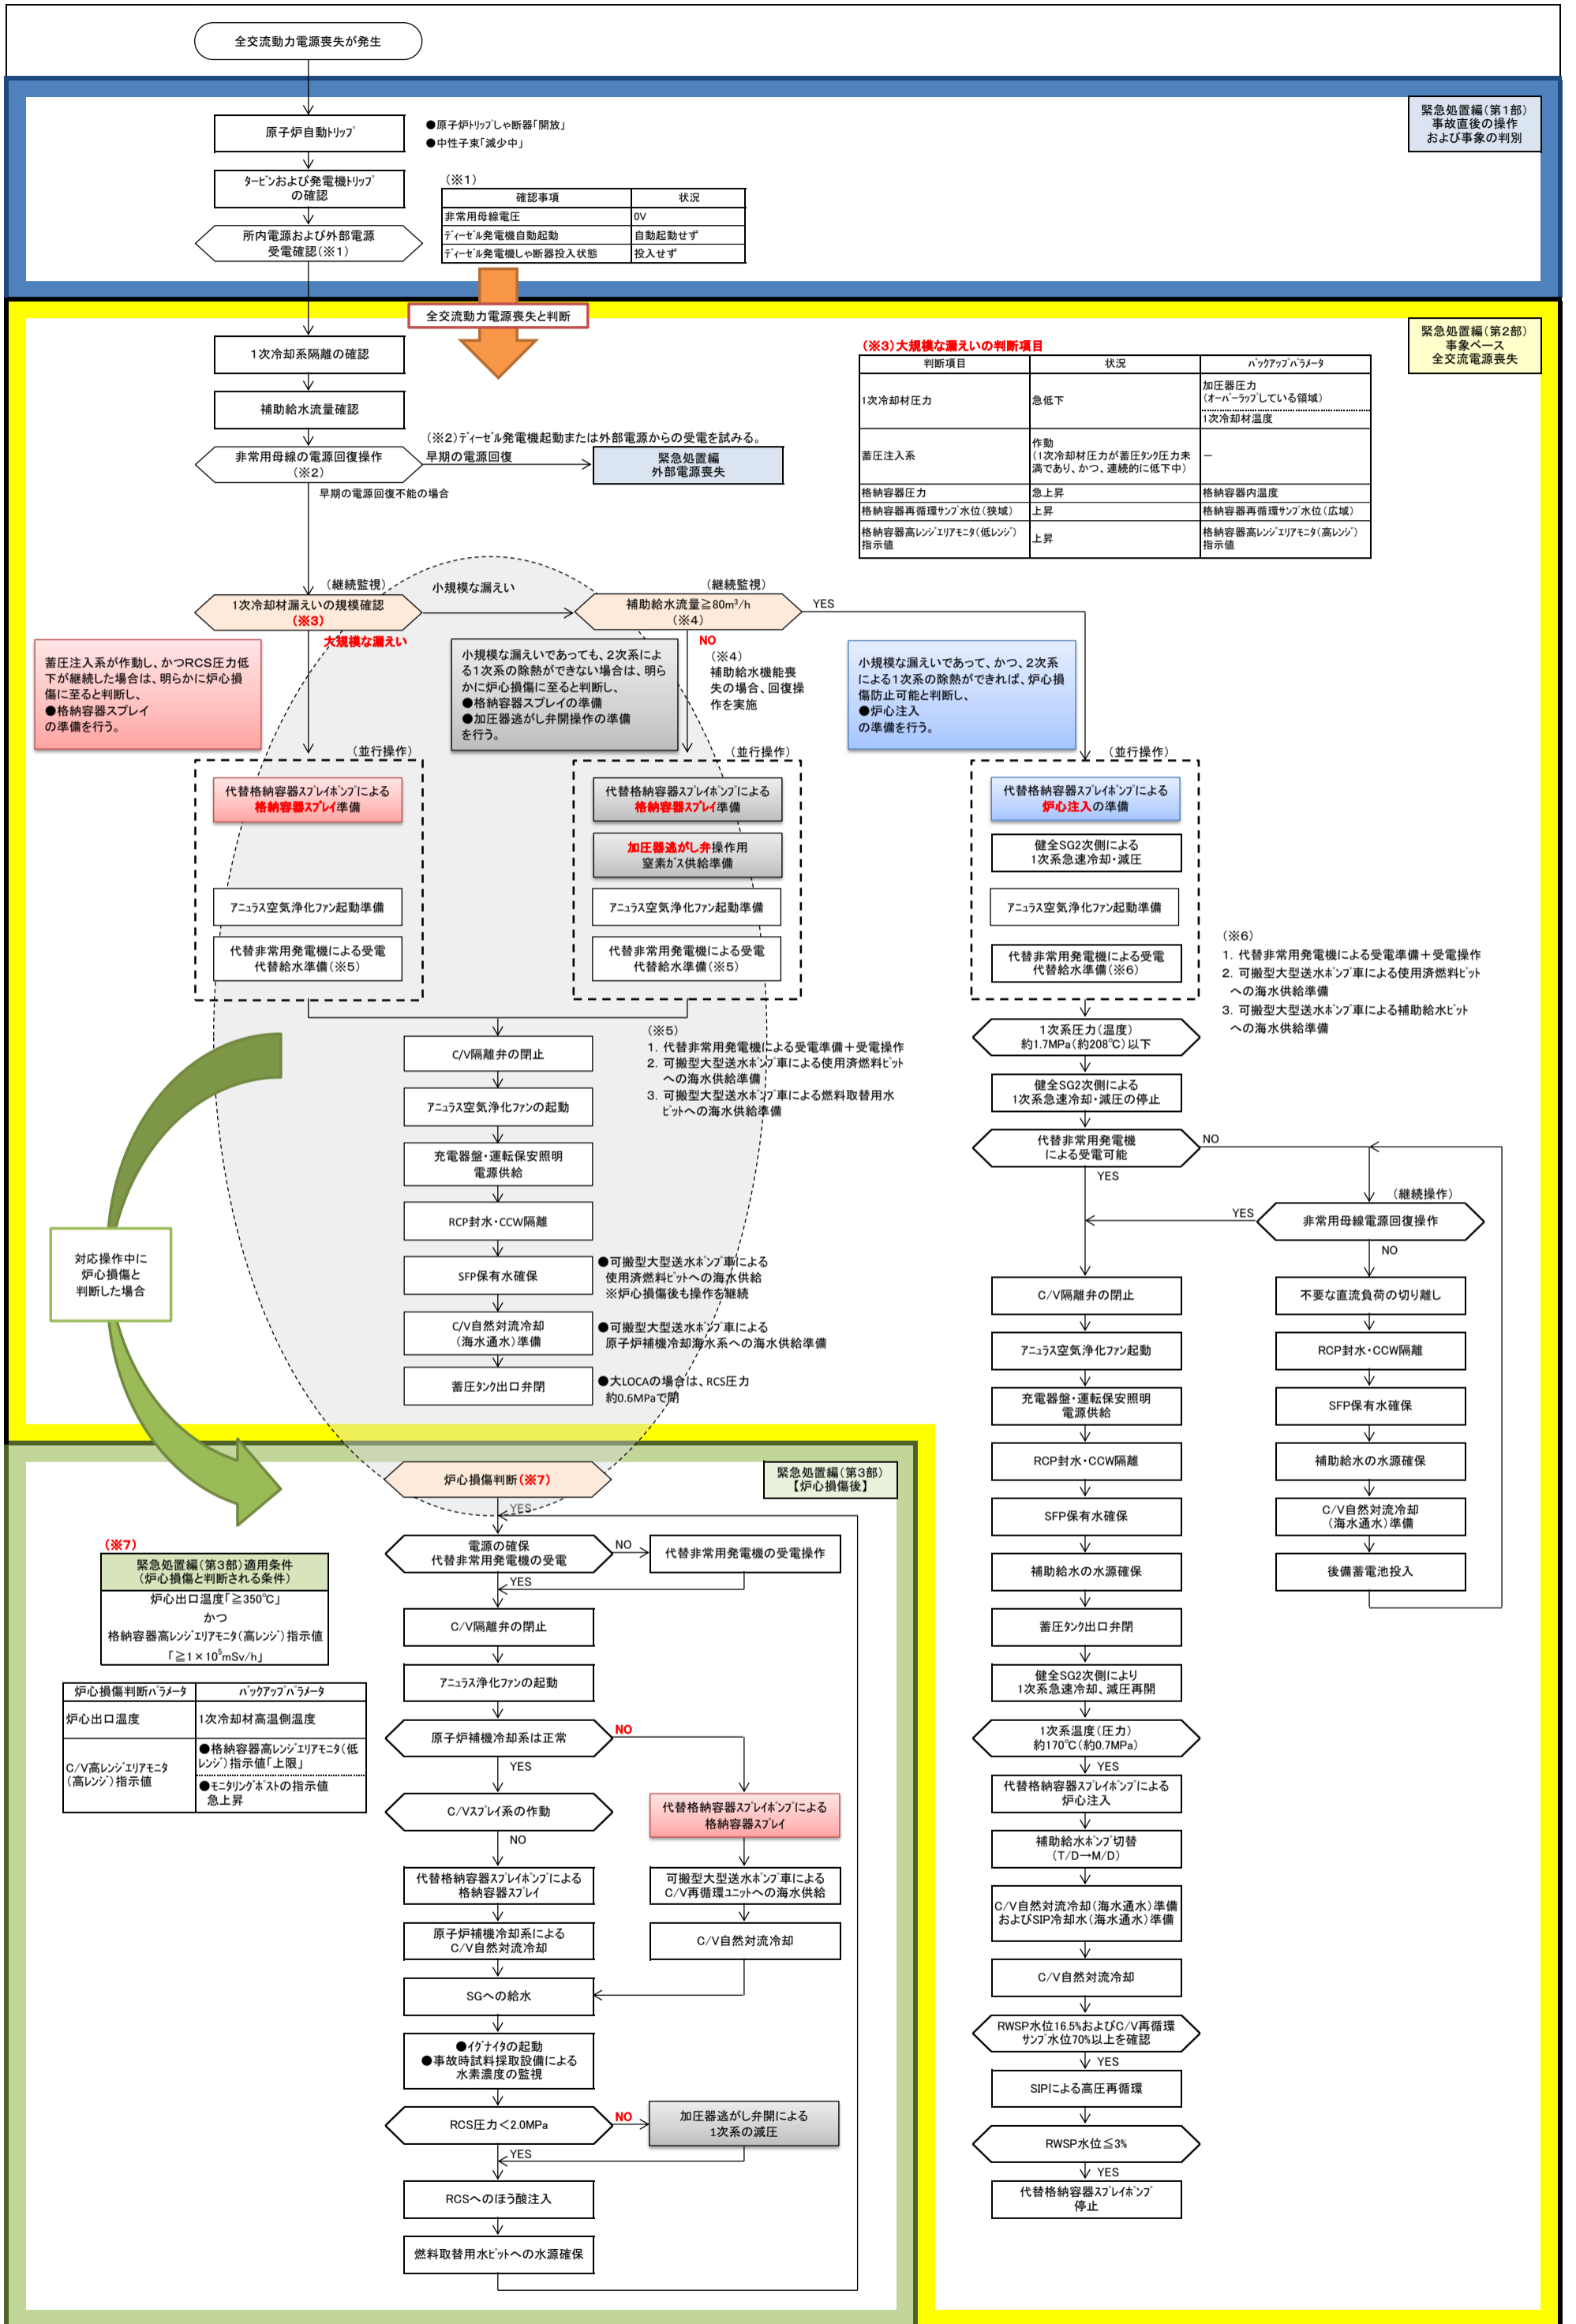 全交流動力電源喪失が発生
緊急処置編(第1部)
事故直後の操作
および事象の判別
原子炉自動トリップ
●原子炉トリップしゃ断器「開放」
●中性子束「減少中」
タービンおよび発電機トリップ
の確認
(※1)
確認事項 状況
非常用母線電圧 0V
ディーゼル発電機自動起動 自動起動せず
ディーゼル発電機しゃ断器投入状態 投入せず
所内電源および外部電源
受電確認(※1)
全交流動力電源喪失と判断
緊急処置編(第2部)
事象ベース
全交流電源喪失
1次冷却系隔離の確認
補助給水流量確認
(※2)ディーゼル発電機起動または外部電源からの受電を試みる。
非常用母線の電源回復操作
(※2)
早期の電源回復
緊急処置編
外部電源喪失
早期の電源回復不能の場合
(※3)大規模な漏えいの判断項目
判断項目 状況 バックアップパラメータ
1次冷却材圧力 急低下 加圧器圧力
(オーバーラップしている領域)
1次冷却材温度
蓄圧注入系 作動
(1次冷却材圧力が蓄圧タンク圧力未
満であり、かつ、連続的に低下中)
－
格納容器圧力 急上昇 格納容器内温度
格納容器再循環サンプ水位(狭域) 上昇 格納容器再循環サンプ水位(広域)
格納容器高レンジエリアモニタ(低レンジ)
指示値
上昇
格納容器高レンジエリアモニタ(高レンジ)
指示値
(継続監視)
1次冷却材漏えいの規模確認
(※3)
小規模な漏えい
(継続監視)
補助給水流量≧80m³/h
(※4)
YES
大規模な漏えい
NO
(※4)
補助給水機能喪
失の場合、回復操
作を実施
蓄圧注入系が作動し、かつRCS圧力低
下が継続した場合は、明らかに炉心損
傷に至ると判断し、
●格納容器スプレイ
の準備を行う。
小規模な漏えいであっても、2次系によ
る1次系の除熱ができない場合は、明ら
かに炉心損傷に至ると判断し、
●格納容器スプレイの準備
●加圧器逃がし弁開操作の準備
を行う。
小規模な漏えいであって、かつ、2次系
による1次系の除熱ができれば、炉心損
傷防止可能と判断し、
●炉心注入
の準備を行う。
(並行操作)
代替格納容器スプレイポンプによる
格納容器スプレイ準備
アニュラス空気浄化ファン起動準備
代替非常用発電機による受電
代替給水準備(※5)
(並行操作)
代替格納容器スプレイポンプによる
格納容器スプレイ準備
加圧器逃がし弁操作用
窒素ガス供給準備
アニュラス空気浄化ファン起動準備
代替非常用発電機による受電
代替給水準備(※5)
(並行操作)
代替格納容器スプレイポンプによる
炉心注入の準備
健全SG2次側による
1次系急速冷却・減圧
アニュラス空気浄化ファン起動準備
代替非常用発電機による受電
代替給水準備(※6)
(※6)
1. 代替非常用発電機による受電準備＋受電操作
2. 可搬型大型送水ポンプ車による使用済燃料ピット
への海水供給準備
3. 可搬型大型送水ポンプ車による補助給水ピット
への海水供給準備
(※5)
1. 代替非常用発電機による受電準備＋受電操作
2. 可搬型大型送水ポンプ車による使用済燃料ピット
への海水供給準備
3. 可搬型大型送水ポンプ車による燃料取替用水
ピットへの海水供給準備
C/V隔離弁の閉止
アニュラス空気浄化ファンの起動
充電器盤・運転保安照明
電源供給
RCP封水・CCW隔離
SFP保有水確保
●可搬型大型送水ポンプ車による
使用済燃料ピットへの海水供給
※炉心損傷後も操作を継続
C/V自然対流冷却
(海水通水)準備
●可搬型大型送水ポンプ車による
原子炉補機冷却海水系への海水供給準備
蓄圧タンク出口弁閉
●大LOCAの場合は、RCS圧力
約0.6MPaで閉
対応操作中に
炉心損傷と
判断した場合
1次系圧力(温度)
約1.7MPa(約208℃)以下
健全SG2次側による
1次系急速冷却・減圧の停止
代替非常用発電機
による受電可能
NO
YES
(継続操作)
非常用母線電源回復操作
YES
NO
不要な直流負荷の切り離し
RCP封水・CCW隔離
SFP保有水確保
補助給水の水源確保
C/V自然対流冷却
(海水通水)準備
後備蓄電池投入
C/V隔離弁の閉止
アニュラス空気浄化ファン起動
充電器盤・運転保安照明
電源供給
RCP封水・CCW隔離
SFP保有水確保
補助給水の水源確保
蓄圧タンク出口弁閉
健全SG2次側により
1次系急速冷却、減圧再開
1次系温度(圧力)
約170℃(約0.7MPa)
YES
代替格納容器スプレイポンプによる
炉心注入
補助給水ポンプ切替
(T/D→M/D)
C/V自然対流冷却(海水通水)準備
およびSIP冷却水(海水通水)準備
C/V自然対流冷却
RWSP水位16.5%およびC/V再循環
サンプ水位70%以上を確認
YES
SIPによる高圧再循環
RWSP水位≦3%
YES
代替格納容器スプレイポンプ
停止
緊急処置編(第3部)
【炉心損傷後】
炉心損傷判断(※7)
YES
電源の確保
代替非常用発電機の受電
NO
代替非常用発電機の受電操作
YES
(※7)
緊急処置編(第3部)適用条件
(炉心損傷と判断される条件)
炉心出口温度「≧350℃」
かつ
格納容器高レンジエリアモニタ(高レンジ)指示値
「≧1×10⁵mSv/h」
炉心損傷判断パラメータ バックアップパラメータ
炉心出口温度 1次冷却材高温側温度
C/V高レンジエリアモニタ
(高レンジ)指示値
●格納容器高レンジエリアモニタ(低
レンジ)指示値「上限」
●モニタリングポストの指示値
急上昇
C/V隔離弁の閉止
アニュラス浄化ファンの起動
原子炉補機冷却系は正常
NO
YES
C/Vスプレイ系の作動
NO
代替格納容器スプレイポンプによる
格納容器スプレイ
代替格納容器スプレイポンプによる
格納容器スプレイ
可搬型大型送水ポンプ車による
C/V再循環ユニットへの海水供給
原子炉補機冷却系による
C/V自然対流冷却
C/V自然対流冷却
SGへの給水
●イグナイタの起動
●事故時試料採取設備による
水素濃度の監視
RCS圧力＜2.0MPa
NO
加圧器逃がし弁開による
1次系の減圧
YES
RCSへのほう酸注入
燃料取替用水ピットへの水源確保